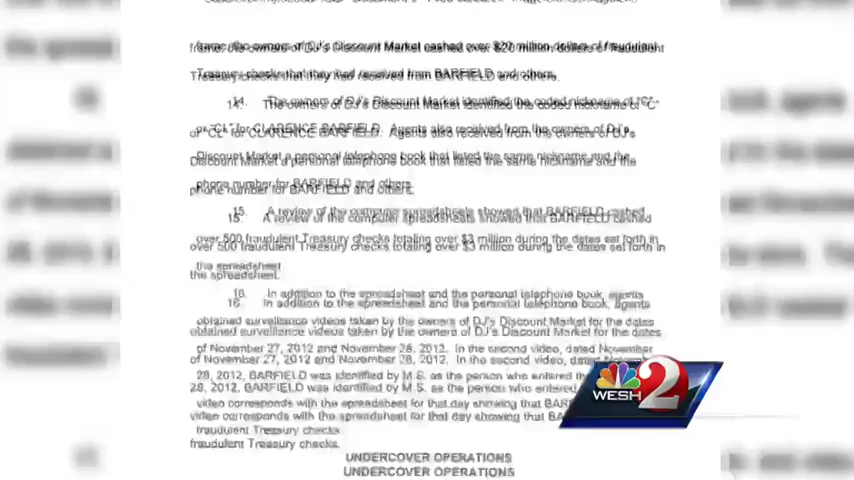 frame, the owners of DJ's Discount Market cashed over $20 million dollars of fraudulent
Treasury checks that they had received from BARFIELD and others.
14. The owners of DJ's Discount Market identified the coded nickname of "C"
or "CL" for CLARENCE BARFIELD. Agents also received from the owners of DJ's
Discount Market a personal telephone book that listed the same nickname and the
phone number for BARFIELD and others.
15. A review of the computer spreadsheets showed that BARFIELD cashed
over 500 fraudulent Treasury checks totaling over $3 million during the dates set forth in
the spreadsheet.
16. In addition to the spreadsheet and the personal telephone book, agents
obtained surveillance videos taken by the owners of DJ's Discount Market for the dates
of November 27, 2012 and November 28, 2012. In the second video, dated November
28, 2012, BARFIELD was identified by M.S. as the person who entered
video corresponds with the spreadsheet for that day showing that
fraudulent Treasury checks.
UNDERCOVER OPERATIONS
WESH 2